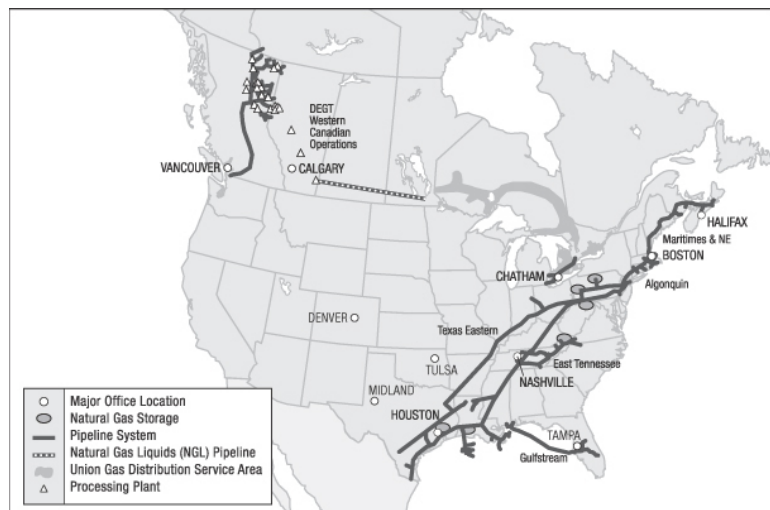 DEGT
Western
Canadian
Operations
VANCOUVER
CALGARY
HALIFAX
Maritimes & NE
BOSTON
CHATHAM
Algonquin
DENVER
Texas Eastern
TULSA
East Tennessee
NASHVILLE
MIDLAND
HOUSTON
TAMPA
Gulfstream
Major Office Location
Natural Gas Storage
Pipeline System
Natural Gas Liquids (NGL) Pipeline
Union Gas Distribution Service Area
Processing Plant